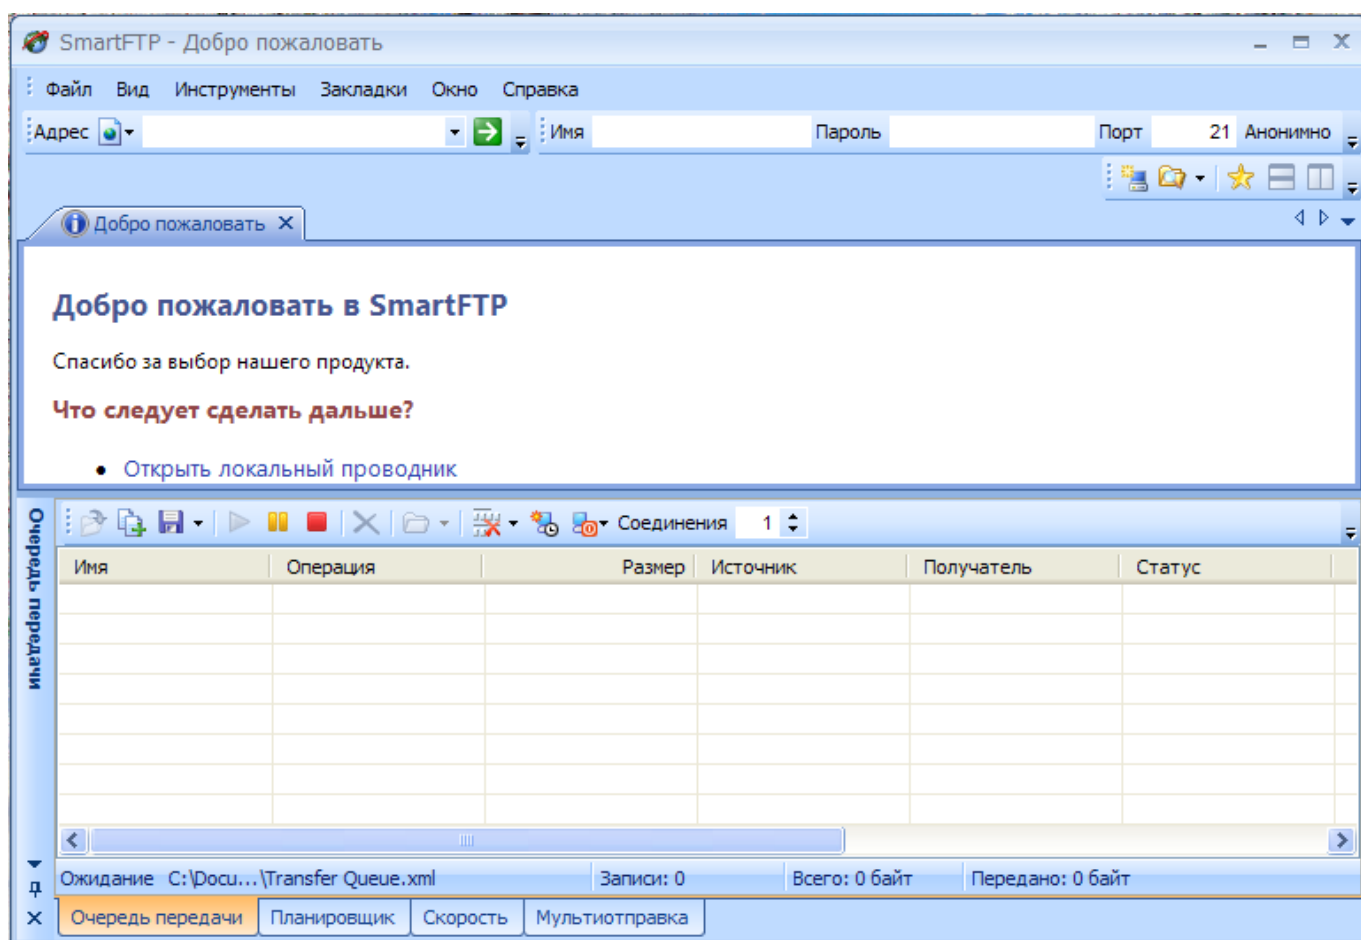 SmartFTP - Добро пожаловать
Файл Вид Инструменты Закладки Окно Справка
Адрес Имя Пароль Порт 21 Анонимно
Добро пожаловать
Добро пожаловать в SmartFTP
Спасибо за выбор нашего продукта.
Что следует сделать дальше?
• Открыть локальный проводник
Очередь передачи
Соединения 1
Имя Операция Размер Источник Получатель Статус
Ожидание C:\Docu...\Transfer Queue.xml Записи: 0 Всего: 0 байт Передано: 0 байт
Очередь передачи Планировщик Скорость Мультиотправка